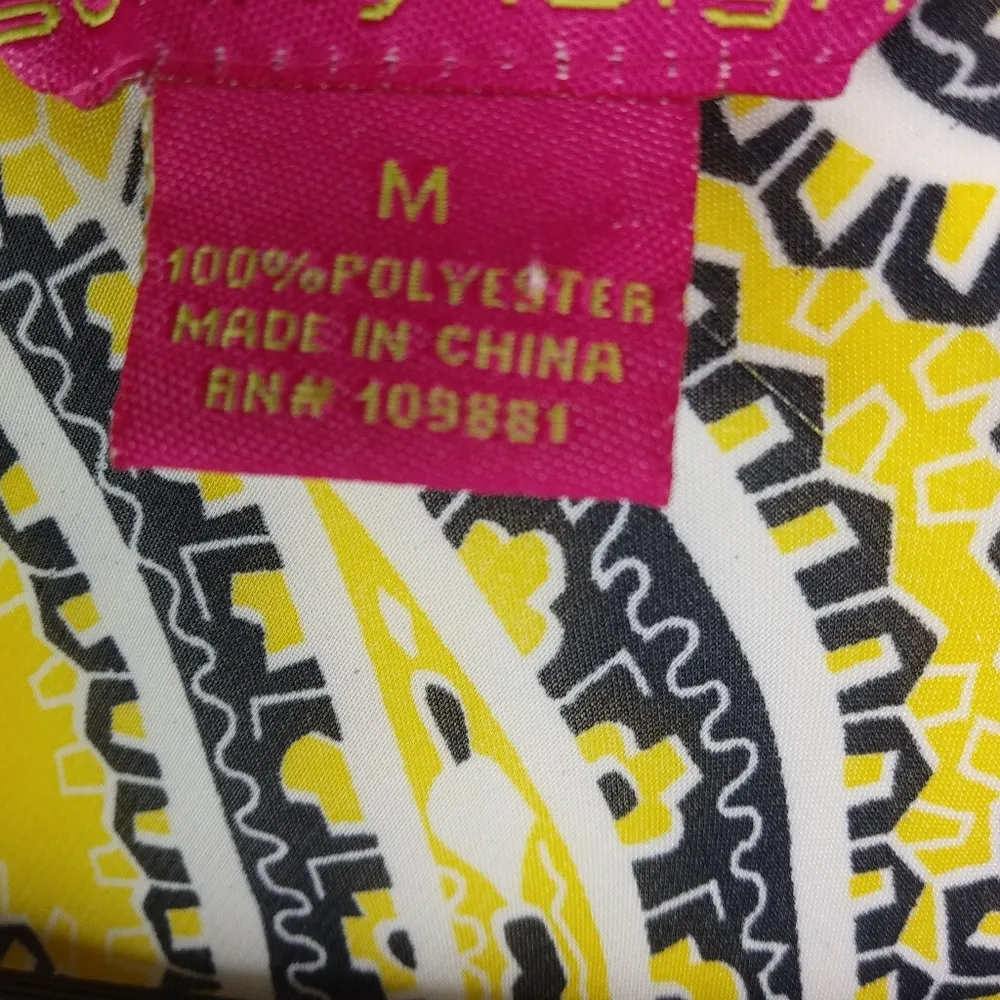 M
100%POLYESTER
MADE IN CHINA
RN# 109881